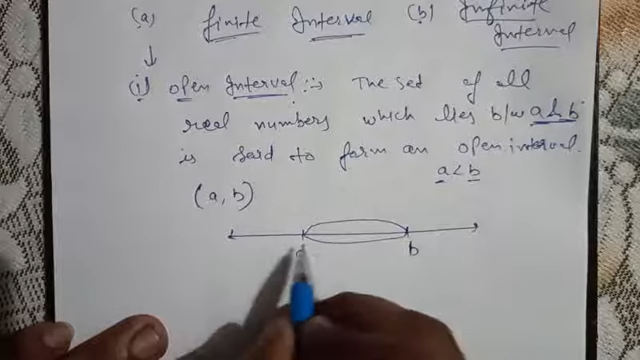 (a) finite Interval (b) Infinite
Interval
(i) open Interval :→ The set of all
real numbers which lies b/w a & b
is said to form an open interval.
a<b
(a, b)
a b